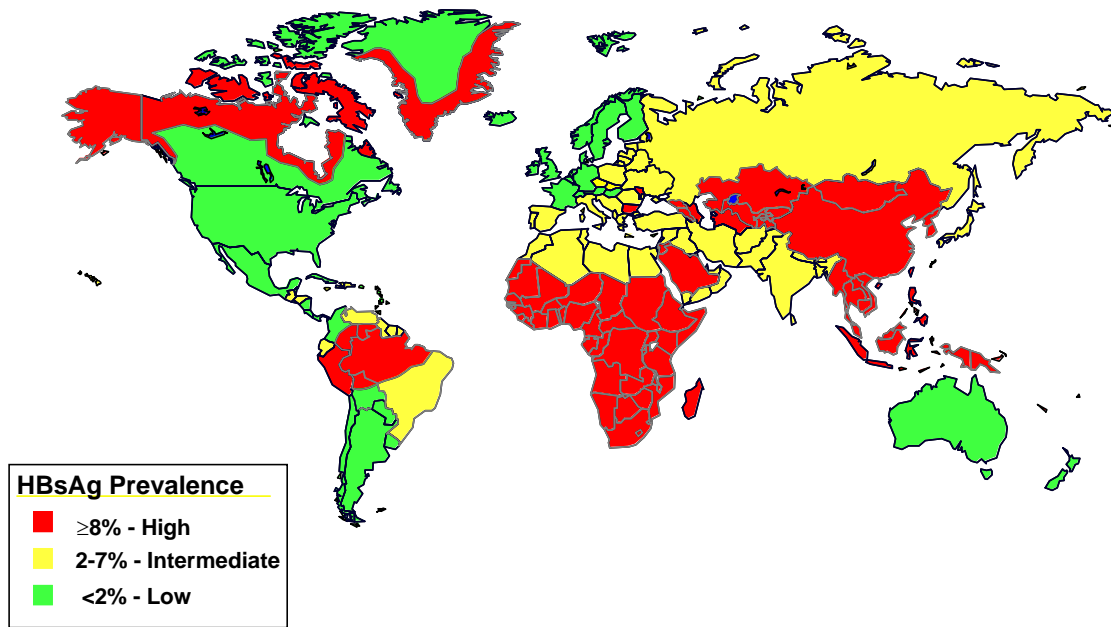 HBsAg Prevalence
≥8% - High
2-7% - Intermediate
<2% - Low